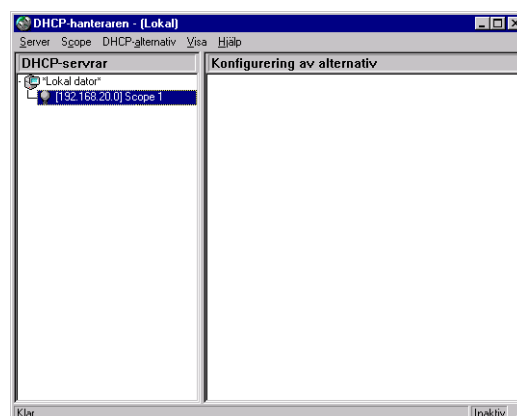 DHCP-hanteraren - (Lokal)
Server Scope DHCP-alternativ Visa Hjälp
DHCP-servrar
Konfigurering av alternativ
"Lokal dator"
[192.168.20.0] Scope 1
Klar
Inaktiv